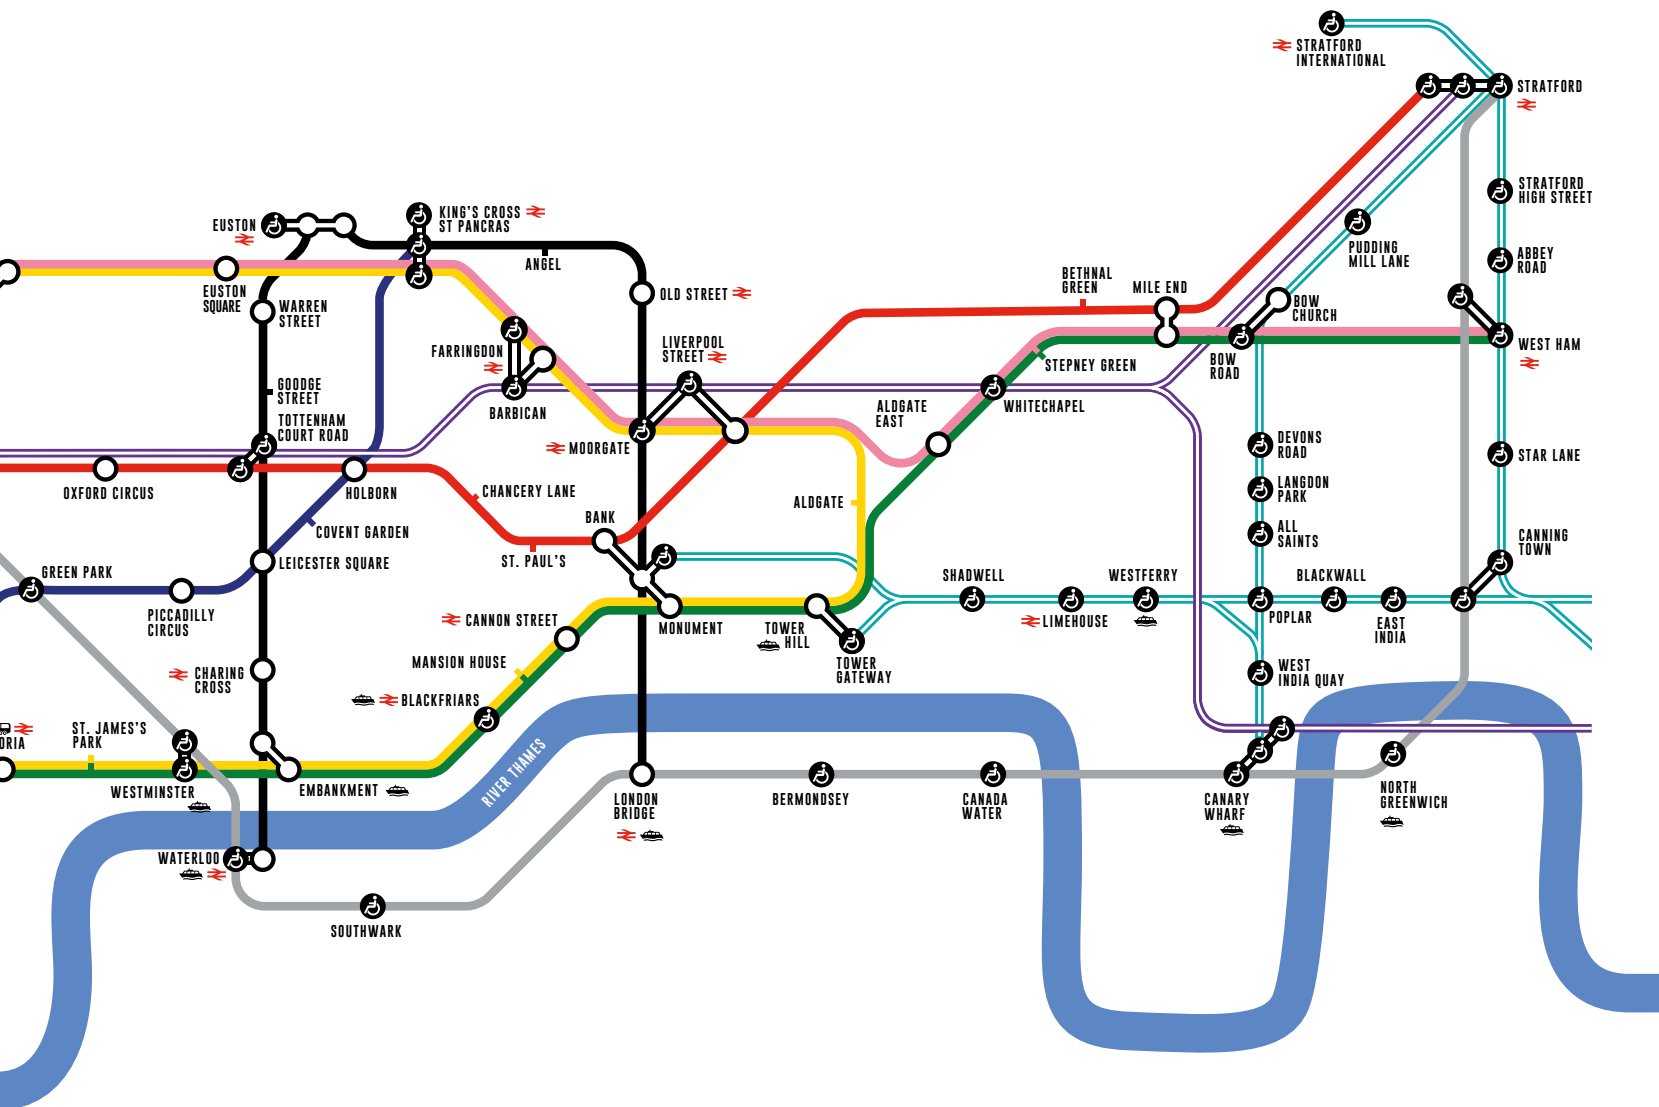 STRATFORD
INTERNATIONAL
STRATFORD
STRATFORD
HIGH STREET
ABBEY
ROAD
PUDDING
MILL LANE
EUSTON
KING'S CROSS
ST PANCRAS
ANGEL
EUSTON
SQUARE
WARREN
STREET
OLD STREET
BETHNAL
GREEN
MILE END
BOW
CHURCH
WEST HAM
FARRINGDON
LIVERPOOL
STREET
STEPNEY GREEN
BOW
ROAD
GOODGE
STREET
BARBICAN
ALDGATE
EAST
WHITECHAPEL
TOTTENHAM
COURT ROAD
MOORGATE
DEVONS
ROAD
STAR LANE
OXFORD CIRCUS
HOLBORN
CHANCERY LANE
ALDGATE
LANGDON
PARK
BANK
COVENT GARDEN
ST. PAUL'S
ALL
SAINTS
CANNING
TOWN
GREEN PARK
LEICESTER SQUARE
SHADWELL
WESTFERRY
BLACKWALL
PICCADILLY
CIRCUS
CANNON STREET
MONUMENT
TOWER
HILL
LIMEHOUSE
POPLAR
EAST
INDIA
MANSION HOUSE
TOWER
GATEWAY
CHARING
CROSS
WEST
INDIA QUAY
BLACKFRIARS
ORIA
ST. JAMES'S
PARK
RIVER THAMES
WESTMINSTER
EMBANKMENT
LONDON
BRIDGE
BERMONDSEY
CANADA
WATER
CANARY
WHARF
NORTH
GREENWICH
WATERLOO
SOUTHWARK